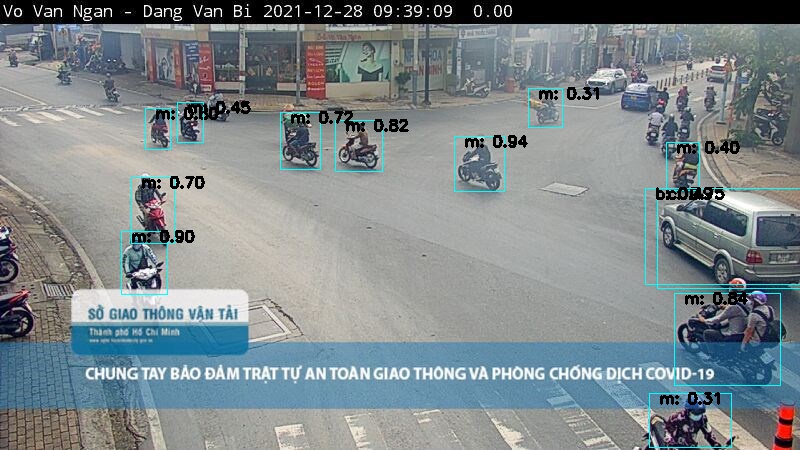 Vo Van Ngan - Dang Van Bi 2021-12-28 09:39:09 0.00
m: 0.31
m: 0.45
m: 0.72
m: 0.82
m: 0.94
m: 0.40
m: 0.70
m: 0.90
m: 0.84
SỞ GIAO THÔNG VẬN TẢI
Thành phố Hồ Chí Minh
CHUNG TAY BẢO ĐẢM TRẬT TỰ AN TOÀN GIAO THÔNG VÀ PHÒNG CHỐNG DỊCH COVID-19
m: 0.31